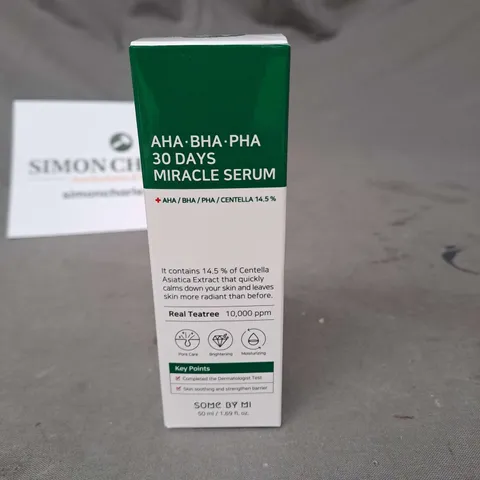 AHA·BHA·PHA
30 DAYS
MIRACLE SERUM
+ AHA / BHA / PHA / CENTELLA 14.5 %
It contains 14.5 % of Centella
Asiatica Extract that quickly
calms down your skin and leaves
skin more radiant than before.
Real Teatree 10,000 ppm
Pore Care Brightening Moisturizing
Key Points
Completed the Dermatologist Test
Skin soothing and strengthen barrier
SOME BY MI
50 ml / 1.69 fl. oz.
SIMON CH
simoncharle